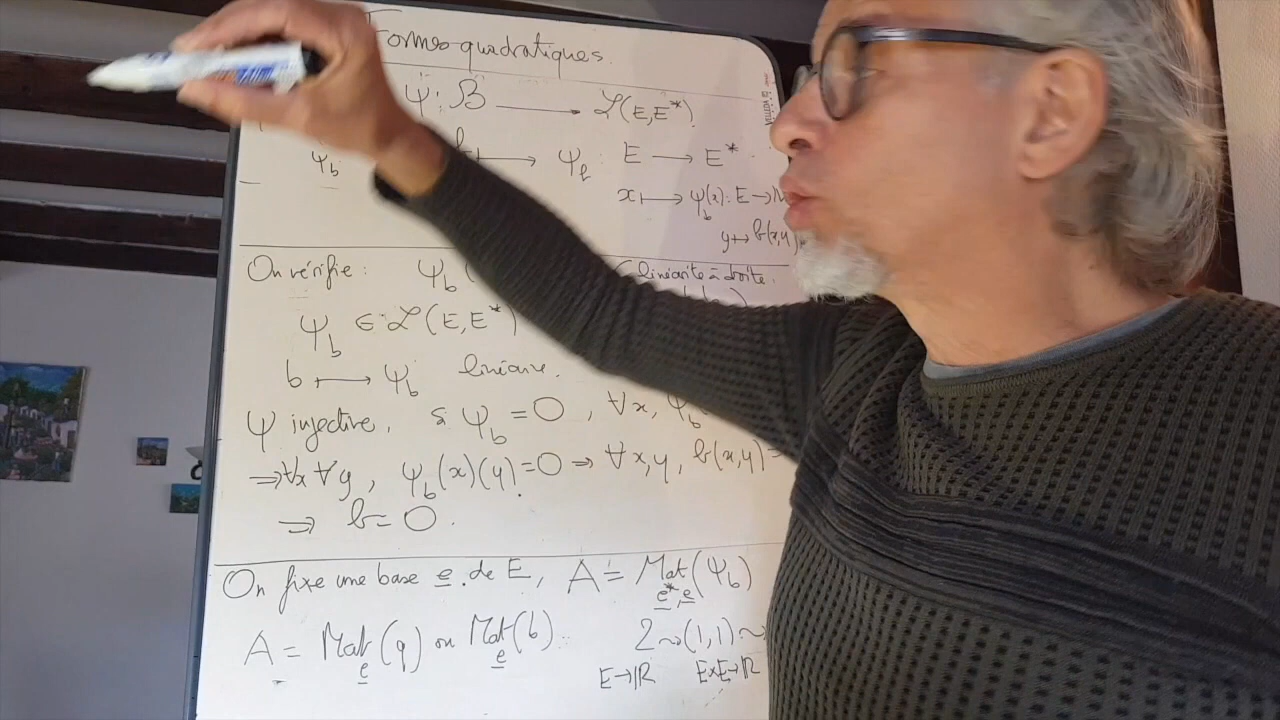 Formes quadratiques.
ψ : B ⟶ ℒ(E,E*)
ψ_b ⟼ ψ_b : E ⟶ E*
x ⟼ ψ_b(x) : E →
y ↦ b(x,y)
On vérifie : ψ_b ( linéarité à droite.
ψ_b ∈ ℒ(E,E*)
b ⟼ ψ_b linéaire.
ψ injective, si ψ_b = 0, ∀x, ψ_b
⇒ ∀x ∀y, ψ_b(x)(y) = 0 ⇒ ∀x,y, b(x,y) =
⇒ b = 0.
On fixe une base e de E, A = Mat_{e*,e}(ψ_b)
A = Mat_e(q) ou Mat_e(b) 2 ⇝ (1,1) ⇝
E→ℝ E×E→ℝ